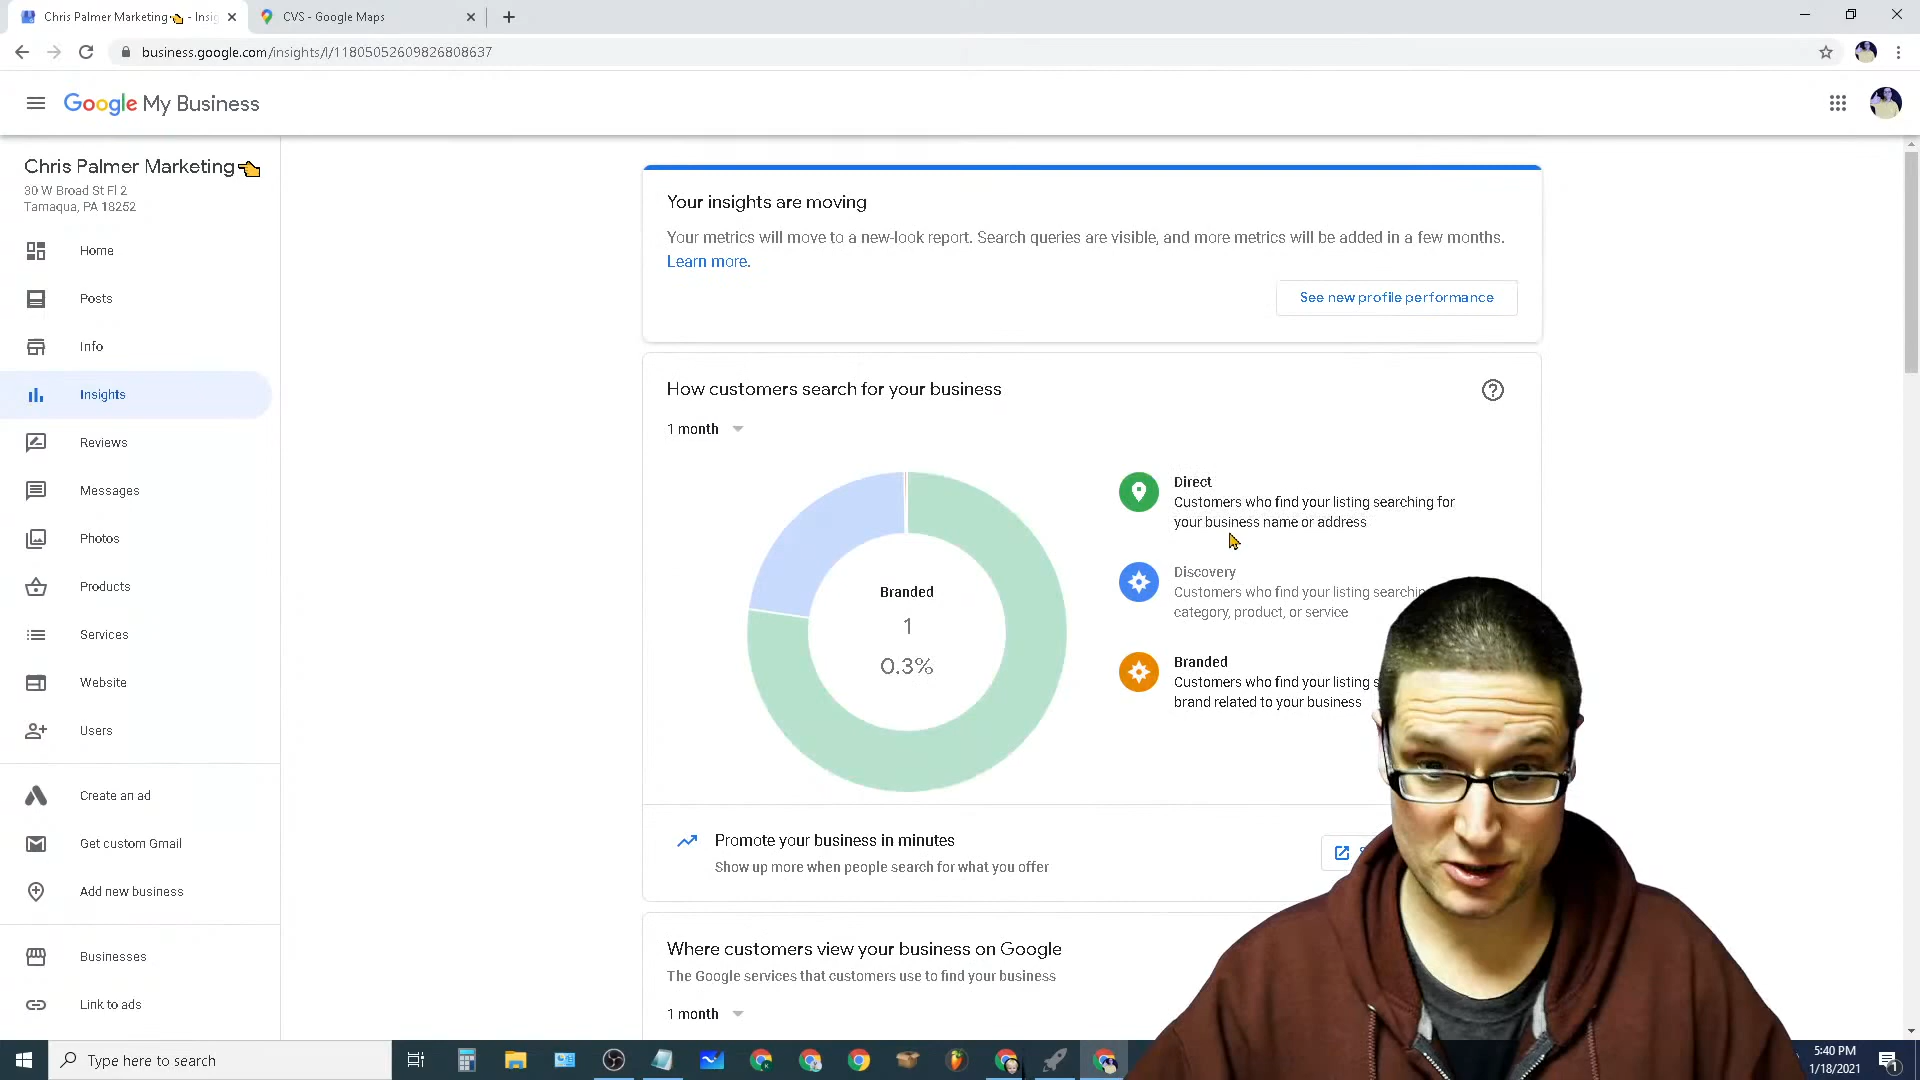 Chris Palmer Marketing - Insig
CVS - Google Maps
business.google.com/insights/l/11805052609826808637
Google My Business
Chris Palmer Marketing
30 W Broad St Fl 2
Tamaqua, PA 18252
Home
Posts
Info
Insights
Reviews
Messages
Photos
Products
Services
Website
Users
Create an ad
Get custom Gmail
Add new business
Businesses
Link to ads
Your insights are moving
Your metrics will move to a new-look report. Search queries are visible, and more metrics will be added in a few months.
Learn more.
See new profile performance
How customers search for your business
1 month
Branded
1
0.3%
Direct
Customers who find your listing searching for
your business name or address
Discovery
Customers who find your listing searchin
category, product, or service
Branded
Customers who find your listing s
brand related to your business
Promote your business in minutes
Show up more when people search for what you offer
Where customers view your business on Google
The Google services that customers use to find your business
1 month
Type here to search
5:40 PM
1/18/2021